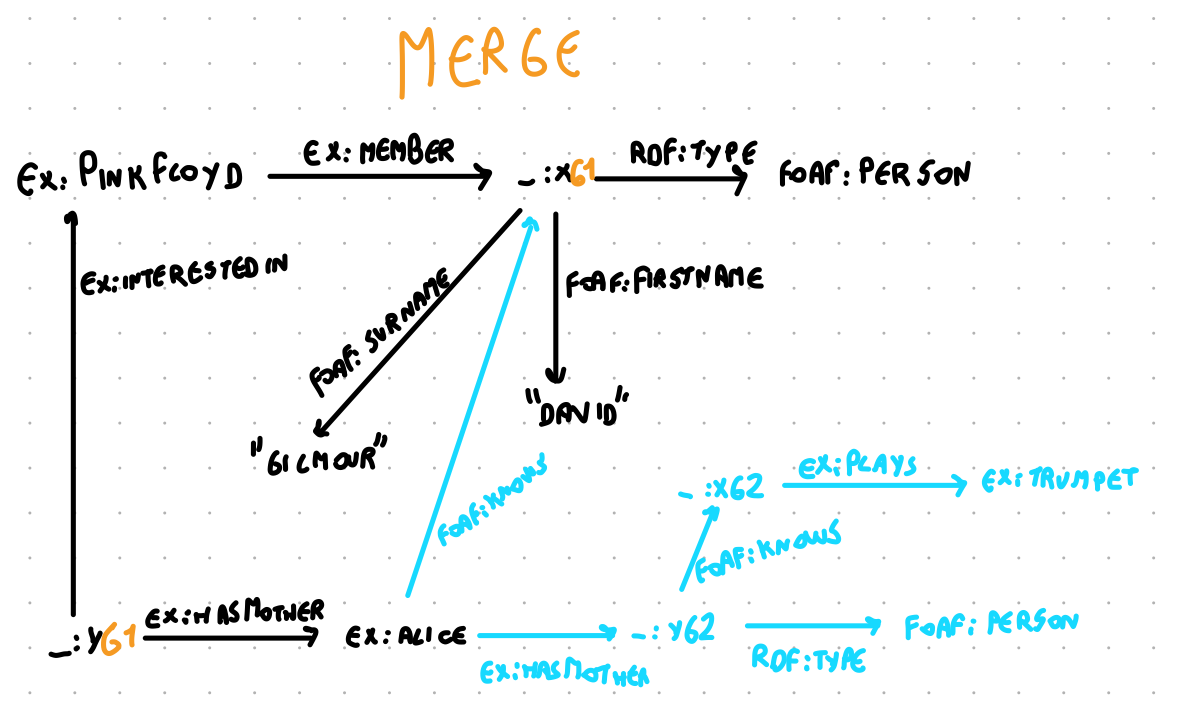 MERGE
EX:MEMBER
RDF:TYPE
EX:PINKFLOYD
_:XG1
FOAF:PERSON
EX:INTERESTEDIN
FOAF:FIRSTNAME
FOAF:SURNAME
"DAVID"
"GILMOUR"
FOAF:KNOWS
EX:PLAYS
_:XG2
EX:TRUMPET
FOAF:KNOWS
EX:HASMOTHER
_:YG1
EX:ALICE
_:YG2
FOAF:PERSON
EX:HASMOTHER
RDF:TYPE